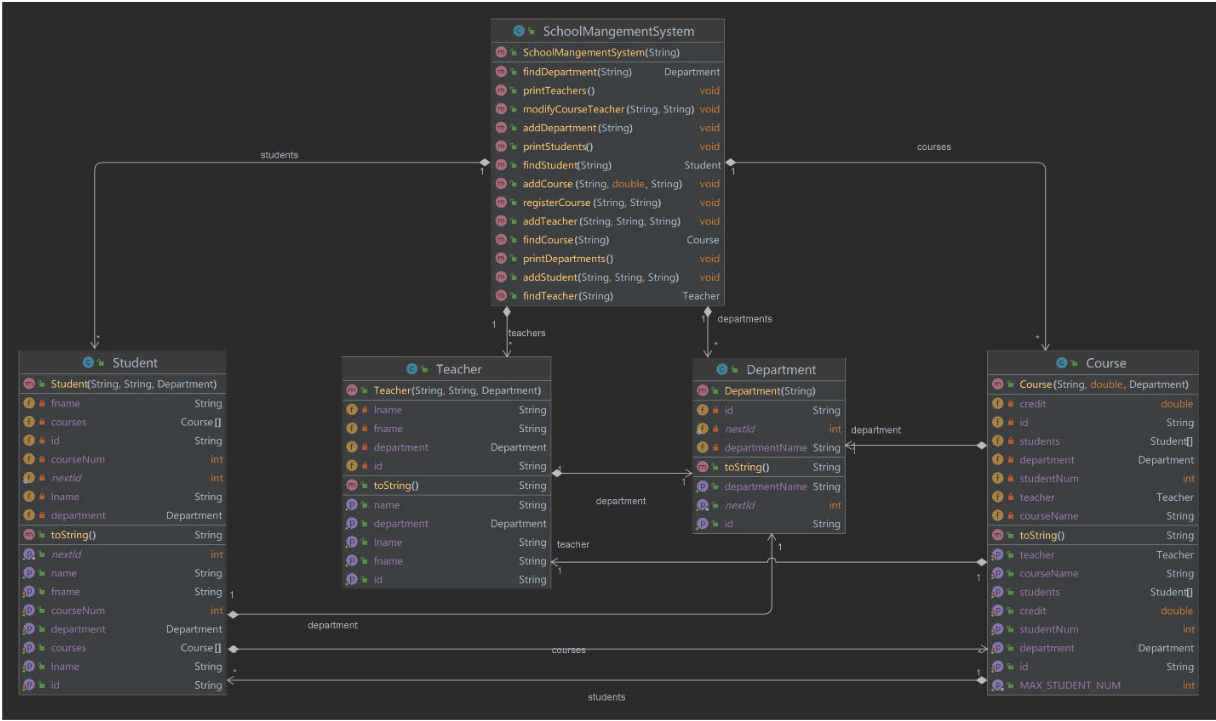 SchoolMangementSystem
SchoolMangementSystem(String)
findDepartment(String) Department
printTeachers() void
modifyCourseTeacher (String, String) void
addDepartment (String) void
printStudents() void
findStudent(String) Student
addCourse (String, double, String) void
registerCourse (String, String) void
addTeacher (String, String, String) void
findCourse(String) Course
printDepartments() void
addStudent(String, String, String) void
findTeacher(String) Teacher
students
1
*
courses
1
*
1
teachers
*
1
departments
*
Student
Student(String, String, Department)
fname String
courses Course[]
id String
courseNum int
nextId int
lname String
department Department
toString() String
nextId int
name String
fname String
courseNum int
department Department
courses Course[]
lname String
id String
Teacher
Teacher(String, String, Department)
lname String
fname String
department Department
id String
toString() String
name String
department Department
lname String
fname String
id String
Department
Department(String)
id String
nextId int
departmentName String
toString() String
departmentName String
nextId int
id String
Course
Course(String, double, Department)
credit double
id String
students Student[]
department Department
studentNum int
teacher Teacher
courseName String
toString() String
teacher Teacher
courseName String
students Student[]
credit double
studentNum int
department Department
id String
MAX_STUDENT_NUM int
department
1
1
department
teacher
1
1
1
department
1
courses
*
1
students